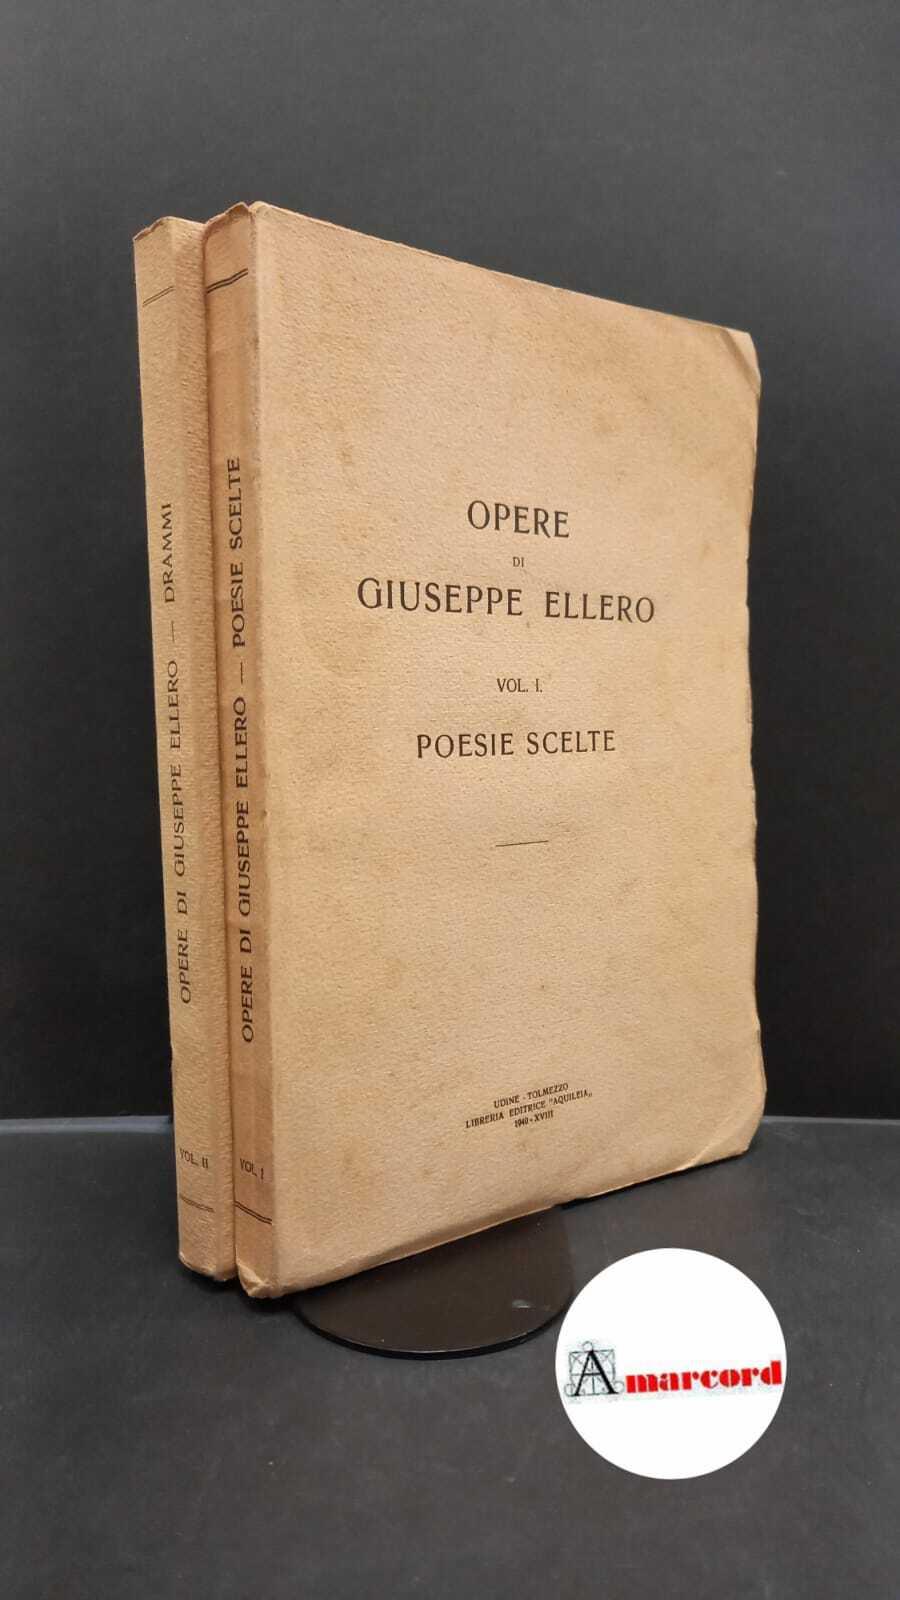 OPERE DI GIUSEPPE ELLERO — DRAMMI
VOL. II
OPERE DI GIUSEPPE ELLERO — POESIE SCELTE
VOL. I
OPERE
DI
GIUSEPPE ELLERO
VOL. I.
POESIE SCELTE
UDINE - TOLMEZZO
LIBRERIA EDITRICE "AQUILEIA„
1940 - XVIII
Amarcord